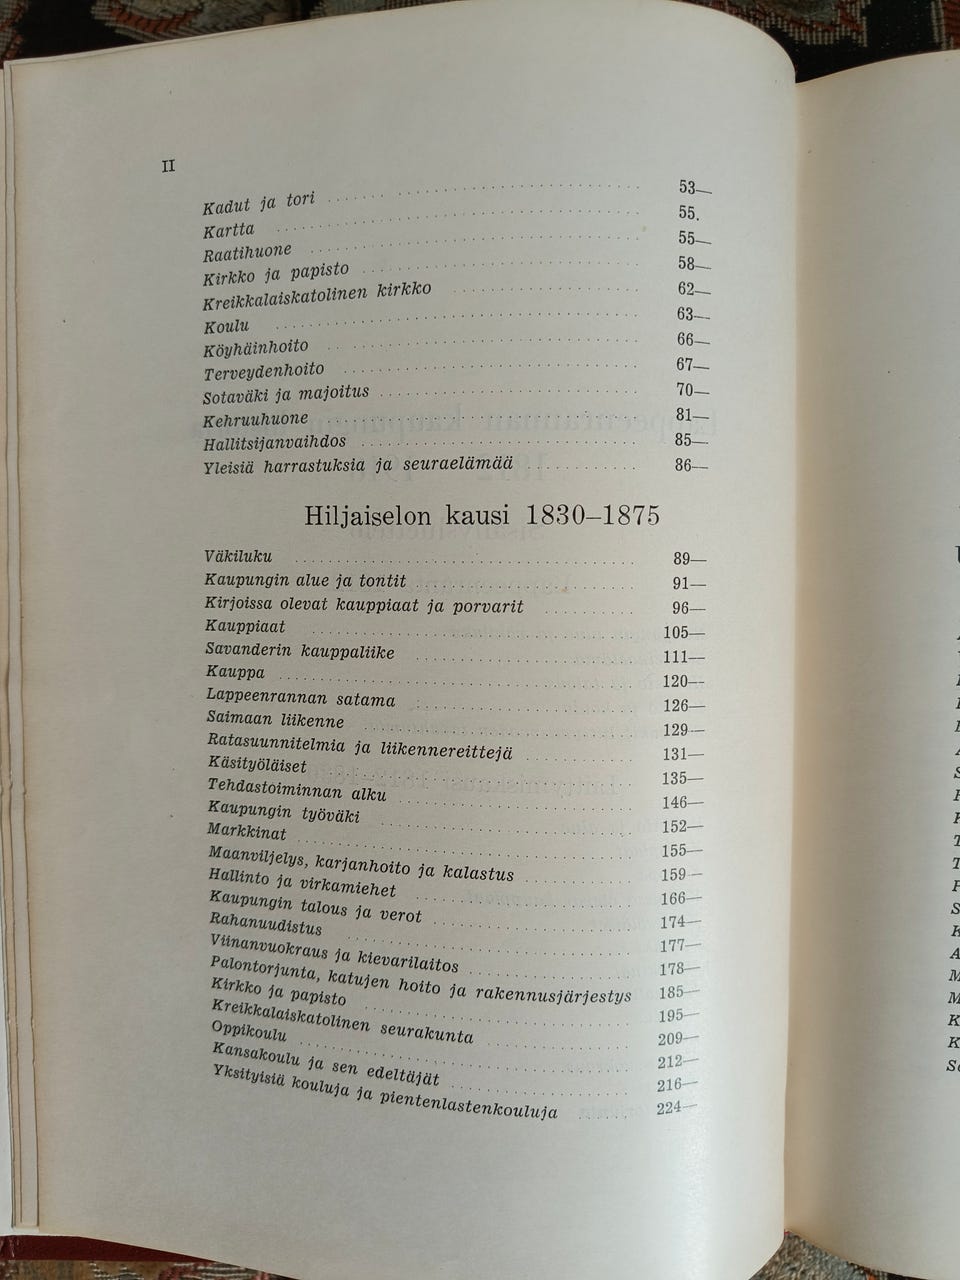 II
Kadut ja tori 53—
Kartta 55.
Raatihuone 55—
Kirkko ja papisto 58—
Kreikkalaiskatolinen kirkko 62—
Koulu 63—
Köyhäinhoito 66—
Terveydenhoito 67—
Sotaväki ja majoitus 70—
Kehruuhuone 81—
Hallitsijanvaihdos 85—
Yleisiä harrastuksia ja seuraelämää 86—
Hiljaiselon kausi 1830–1875
Väkiluku 89—
Kaupungin alue ja tontit 91—
Kirjoissa olevat kauppiaat ja porvarit 96—
Kauppiaat 105—
Savanderin kauppaliike 111—
Kauppa 120—
Lappeenrannan satama 126—
Saimaan liikenne 129—
Ratasuunnitelmia ja liikennereittejä 131—
Käsityöläiset 135—
Tehdastoiminnan alku 146—
Kaupungin työväki 152—
Markkinat 155—
Maanviljelys, karjanhoito ja kalastus 159—
Hallinto ja virkamiehet 166—
Kaupungin talous ja verot 174—
Rahanuudistus 177—
Viinanvuokraus ja kievarilaitos 178—
Palontorjunta, katujen hoito ja rakennusjärjestys 185—
Kirkko ja papisto 195—
Kreikkalaiskatolinen seurakunta 209—
Oppikoulu 212—
Kansakoulu ja sen edeltäjät 216—
Yksityisiä kouluja ja pientenlastenkouluja 224—